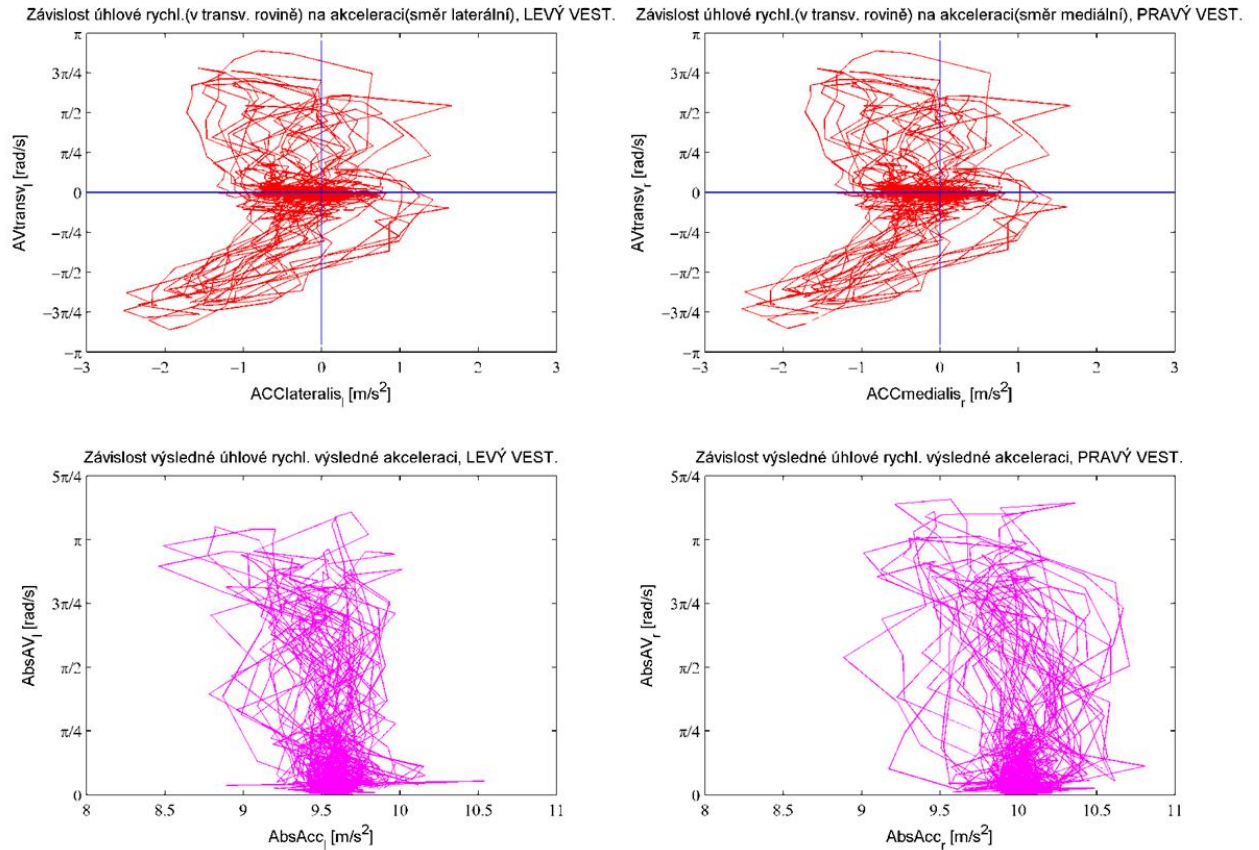 Závislost úhlové rychl.(v transv. rovině) na akceleraci(směr laterální), LEVÝ VEST.
π
3π/4
π/2
π/4
0
−π/4
−π/2
−3π/4
−π
AVtransv_l [rad/s]
−3 −2 −1 0 1 2 3
ACClateralis_l [m/s²]
Závislost úhlové rychl.(v transv. rovině) na akceleraci(směr mediální), PRAVÝ VEST.
π
3π/4
π/2
π/4
0
−π/4
−π/2
−3π/4
−π
AVtransv_r [rad/s]
−3 −2 −1 0 1 2 3
ACCmedialis_r [m/s²]
Závislost výsledné úhlové rychl. výsledné akceleraci, LEVÝ VEST.
5π/4
π
3π/4
π/2
π/4
0
AbsAV_l [rad/s]
8 8.5 9 9.5 10 10.5 11
AbsAcc_l [m/s²]
Závislost výsledné úhlové rychl. výsledné akceleraci, PRAVÝ VEST.
5π/4
π
3π/4
π/2
π/4
0
AbsAV_r [rad/s]
8 8.5 9 9.5 10 10.5 11
AbsAcc_r [m/s²]